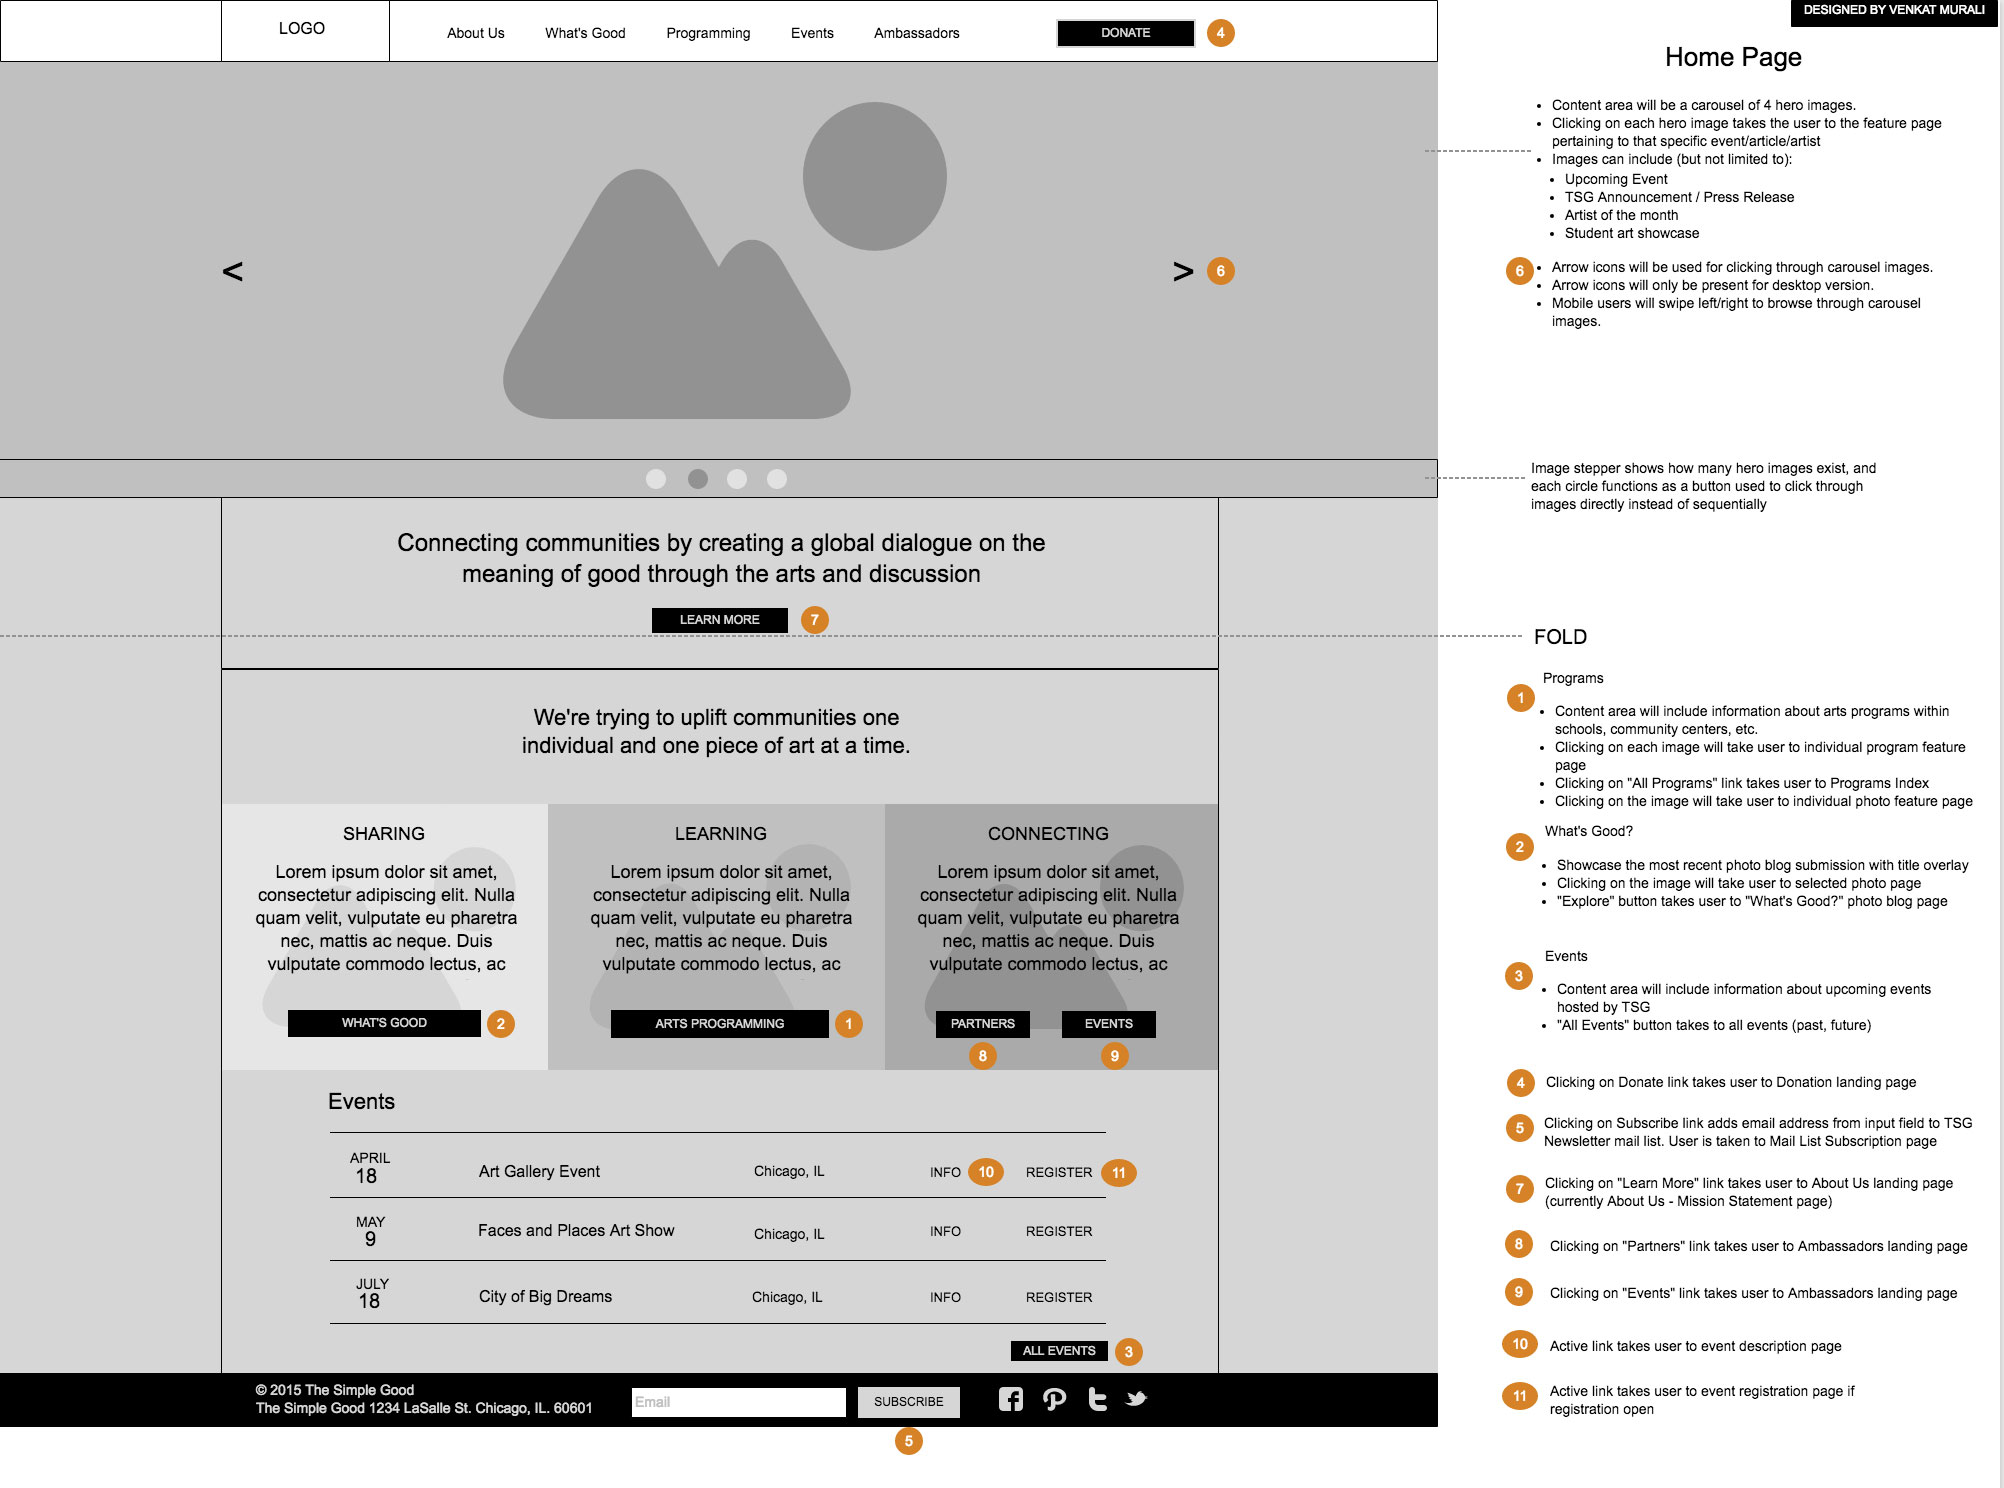 DESIGNED BY VENKAT MURALI
LOGO
About Us
What's Good
Programming
Events
Ambassadors
DONATE
4
<
>
6
Connecting communities by creating a global dialogue on the
meaning of good through the arts and discussion
LEARN MORE
7
We're trying to uplift communities one
individual and one piece of art at a time.
SHARING
Lorem ipsum dolor sit amet,
consectetur adipiscing elit. Nulla
quam velit, vulputate eu pharetra
nec, mattis ac neque. Duis
vulputate commodo lectus, ac
WHAT'S GOOD
2
LEARNING
Lorem ipsum dolor sit amet,
consectetur adipiscing elit. Nulla
quam velit, vulputate eu pharetra
nec, mattis ac neque. Duis
vulputate commodo lectus, ac
ARTS PROGRAMMING
1
CONNECTING
Lorem ipsum dolor sit amet,
consectetur adipiscing elit. Nulla
quam velit, vulputate eu pharetra
nec, mattis ac neque. Duis
vulputate commodo lectus, ac
PARTNERS
8
EVENTS
9
Events
APRIL
18
Art Gallery Event
Chicago, IL
INFO
10
REGISTER
11
MAY
9
Faces and Places Art Show
Chicago, IL
INFO
REGISTER
JULY
18
City of Big Dreams
Chicago, IL
INFO
REGISTER
ALL EVENTS
3
© 2015 The Simple Good
The Simple Good 1234 LaSalle St. Chicago, IL. 60601
Email
SUBSCRIBE
5
Home Page
• Content area will be a carousel of 4 hero images.
• Clicking on each hero image takes the user to the feature page
pertaining to that specific event/article/artist
• Images can include (but not limited to):
• Upcoming Event
• TSG Announcement / Press Release
• Artist of the month
• Student art showcase
6
• Arrow icons will be used for clicking through carousel images.
• Arrow icons will only be present for desktop version.
• Mobile users will swipe left/right to browse through carousel
images.
Image stepper shows how many hero images exist, and
each circle functions as a button used to click through
images directly instead of sequentially
FOLD
1
Programs
• Content area will include information about arts programs within
schools, community centers, etc.
• Clicking on each image will take user to individual program feature
page
• Clicking on "All Programs" link takes user to Programs Index
• Clicking on the image will take user to individual photo feature page
2
What's Good?
• Showcase the most recent photo blog submission with title overlay
• Clicking on the image will take user to selected photo page
• "Explore" button takes user to "What's Good?" photo blog page
3
Events
• Content area will include information about upcoming events
hosted by TSG
• "All Events" button takes to all events (past, future)
4
Clicking on Donate link takes user to Donation landing page
5
Clicking on Subscribe link adds email address from input field to TSG
Newsletter mail list. User is taken to Mail List Subscription page
7
Clicking on "Learn More" link takes user to About Us landing page
(currently About Us - Mission Statement page)
8
Clicking on "Partners" link takes user to Ambassadors landing page
9
Clicking on "Events" link takes user to Ambassadors landing page
10
Active link takes user to event description page
11
Active link takes user to event registration page if
registration open